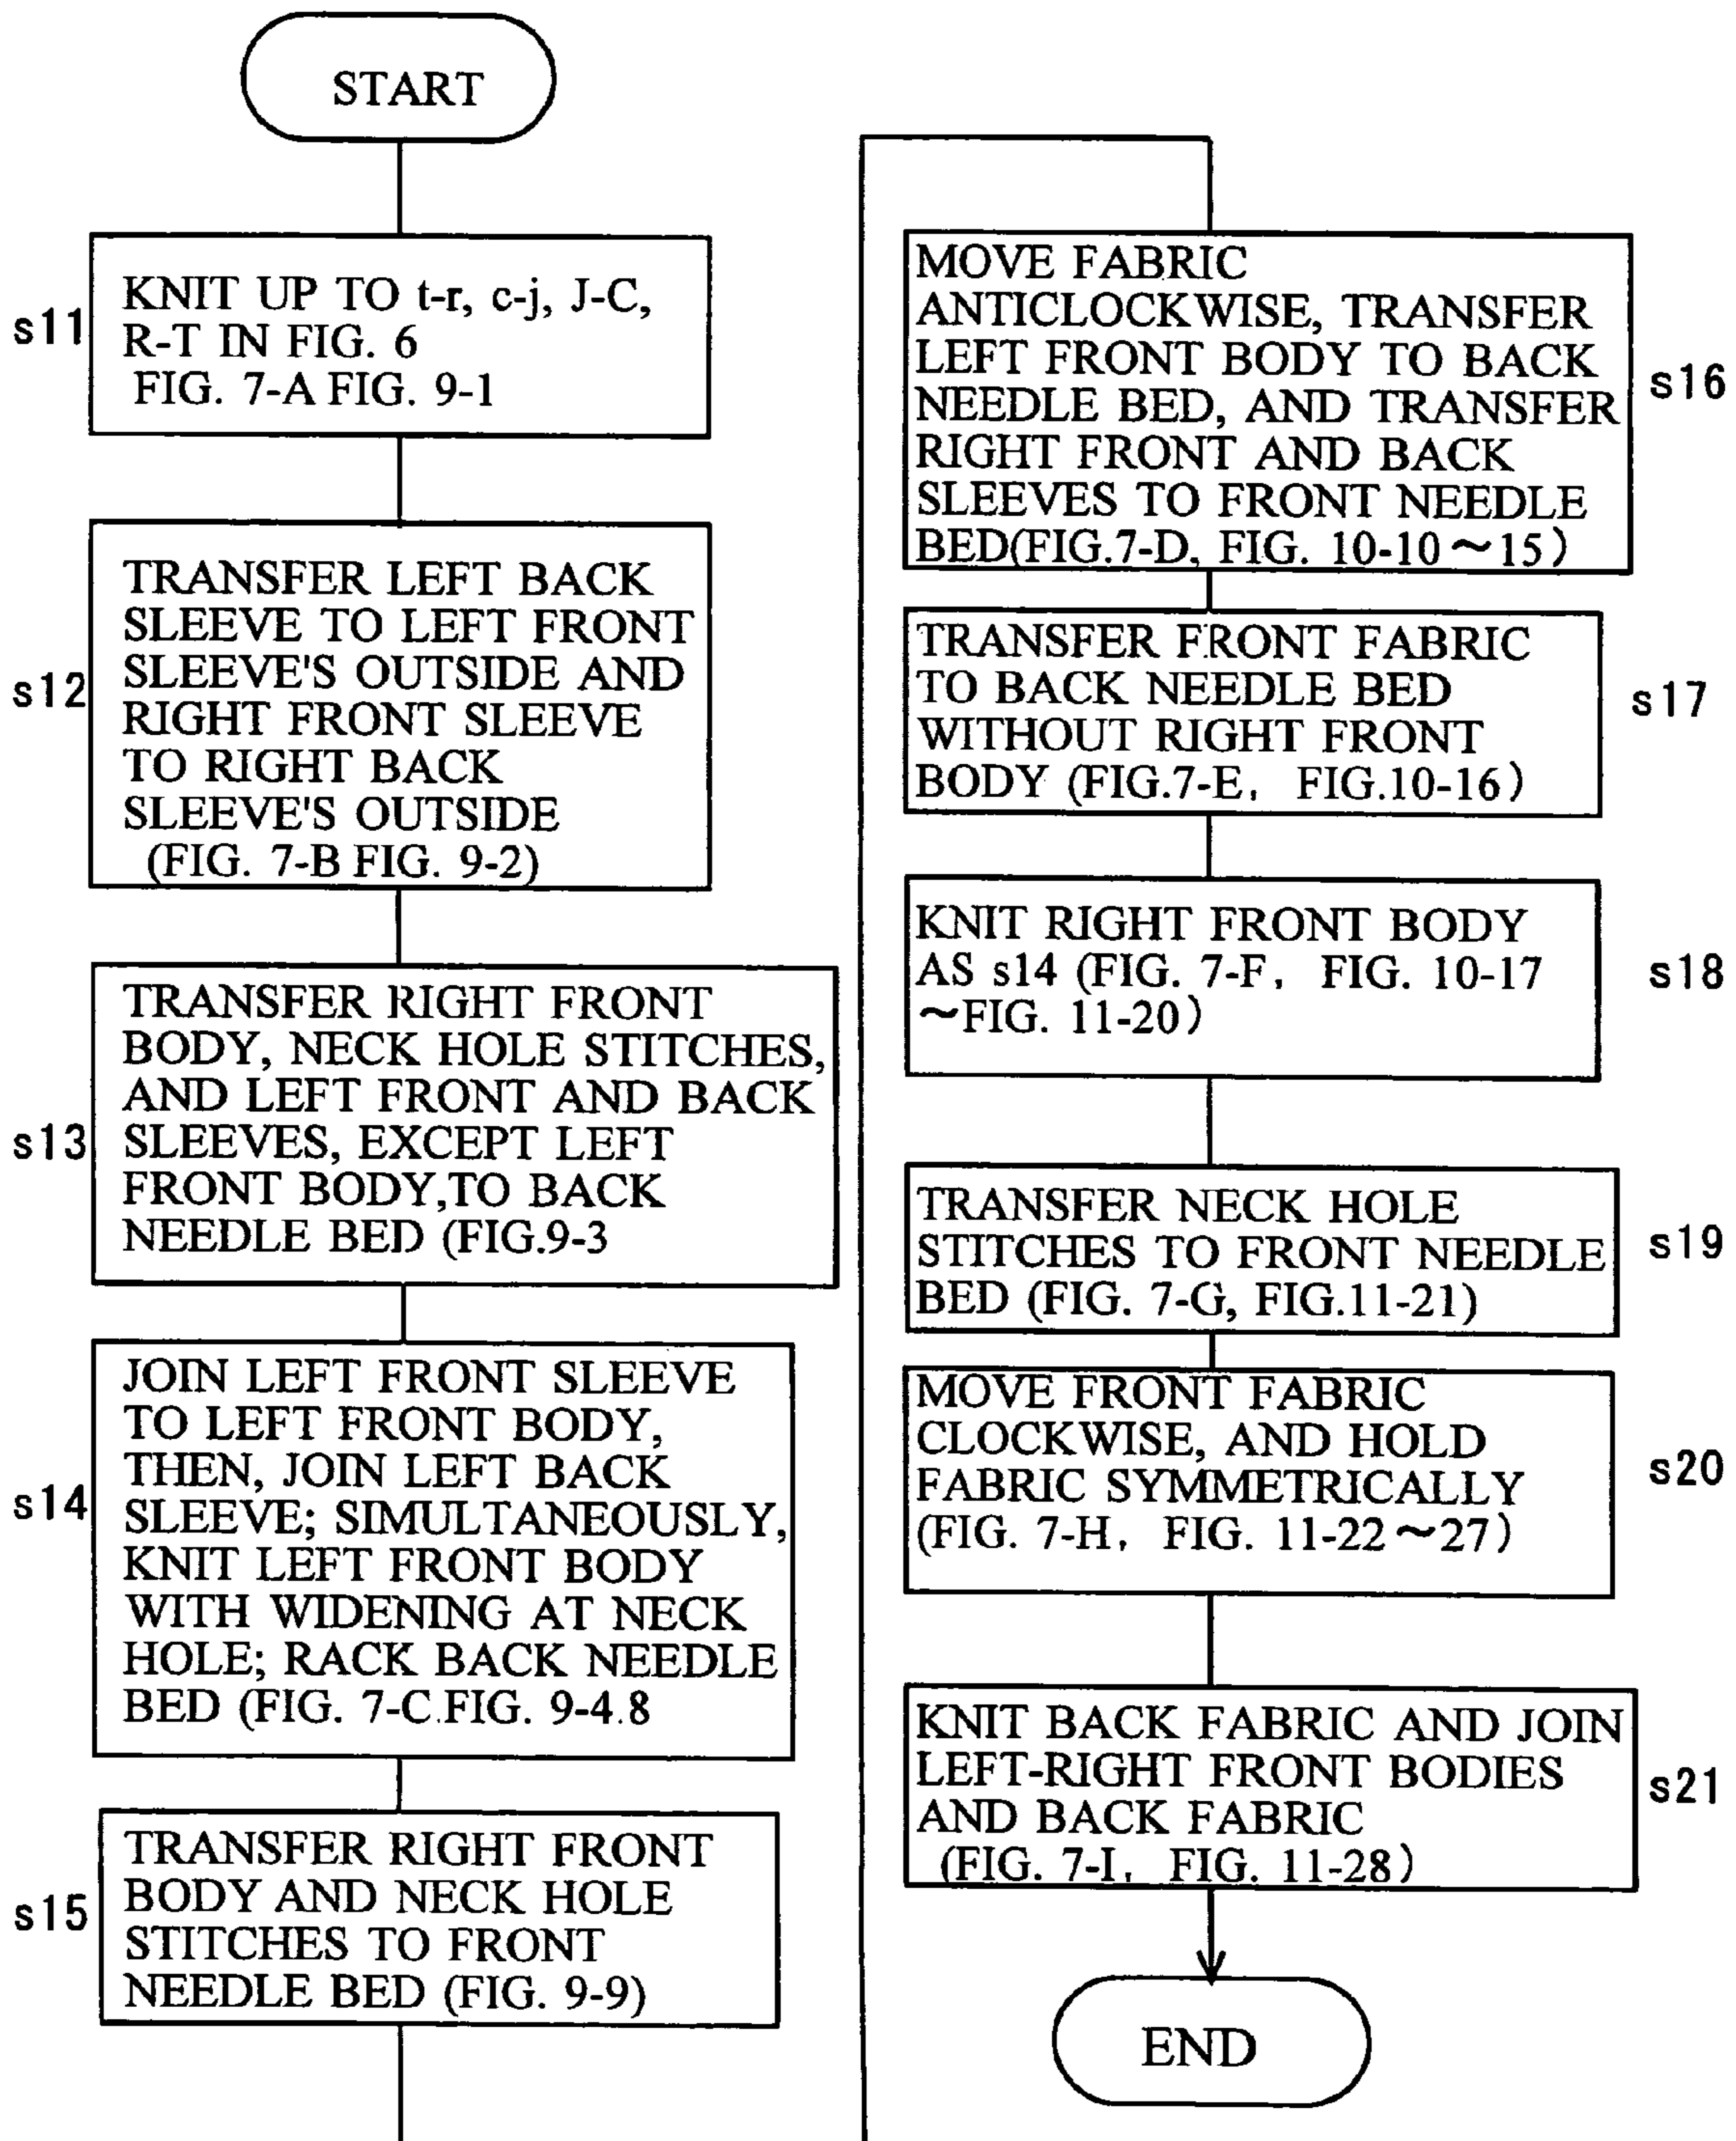 START
s11
KNIT UP TO t-r, c-j, J-C,
R-T IN FIG. 6
FIG. 7-A FIG. 9-1
s12
TRANSFER LEFT BACK
SLEEVE TO LEFT FRONT
SLEEVE'S OUTSIDE AND
RIGHT FRONT SLEEVE
TO RIGHT BACK
SLEEVE'S OUTSIDE
(FIG. 7-B FIG. 9-2)
s13
TRANSFER RIGHT FRONT
BODY, NECK HOLE STITCHES,
AND LEFT FRONT AND BACK
SLEEVES, EXCEPT LEFT
FRONT BODY,TO BACK
NEEDLE BED (FIG.9-3
s14
JOIN LEFT FRONT SLEEVE
TO LEFT FRONT BODY,
THEN, JOIN LEFT BACK
SLEEVE; SIMULTANEOUSLY,
KNIT LEFT FRONT BODY
WITH WIDENING AT NECK
HOLE; RACK BACK NEEDLE
BED (FIG. 7-C.FIG. 9-4.8
s15
TRANSFER RIGHT FRONT
BODY AND NECK HOLE
STITCHES TO FRONT
NEEDLE BED (FIG. 9-9)
MOVE FABRIC
ANTICLOCKWISE, TRANSFER
LEFT FRONT BODY TO BACK
NEEDLE BED, AND TRANSFER
RIGHT FRONT AND BACK
SLEEVES TO FRONT NEEDLE
BED(FIG.7-D, FIG. 10-10～15)
s16
TRANSFER FRONT FABRIC
TO BACK NEEDLE BED
WITHOUT RIGHT FRONT
BODY (FIG.7-E, FIG.10-16)
s17
KNIT RIGHT FRONT BODY
AS s14 (FIG. 7-F, FIG. 10-17
～FIG. 11-20)
s18
TRANSFER NECK HOLE
STITCHES TO FRONT NEEDLE
BED (FIG. 7-G, FIG.11-21)
s19
MOVE FRONT FABRIC
CLOCKWISE, AND HOLD
FABRIC SYMMETRICALLY
(FIG. 7-H, FIG. 11-22～27)
s20
KNIT BACK FABRIC AND JOIN
LEFT-RIGHT FRONT BODIES
AND BACK FABRIC
(FIG. 7-I, FIG. 11-28)
s21
END